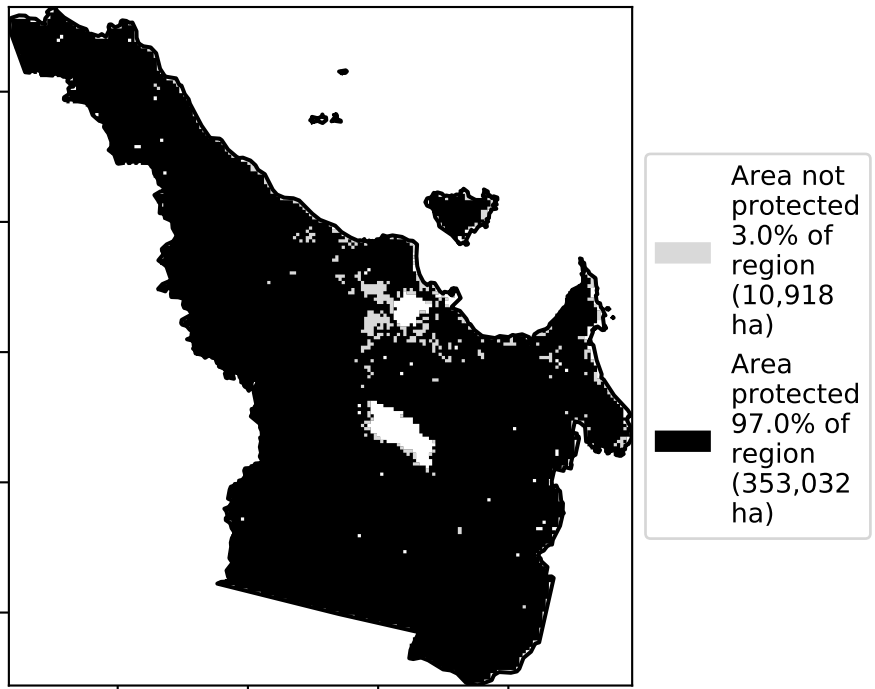 Area not
protected
3.0% of
region
(10,918
ha)
Area
protected
97.0% of
region
(353,032
ha)